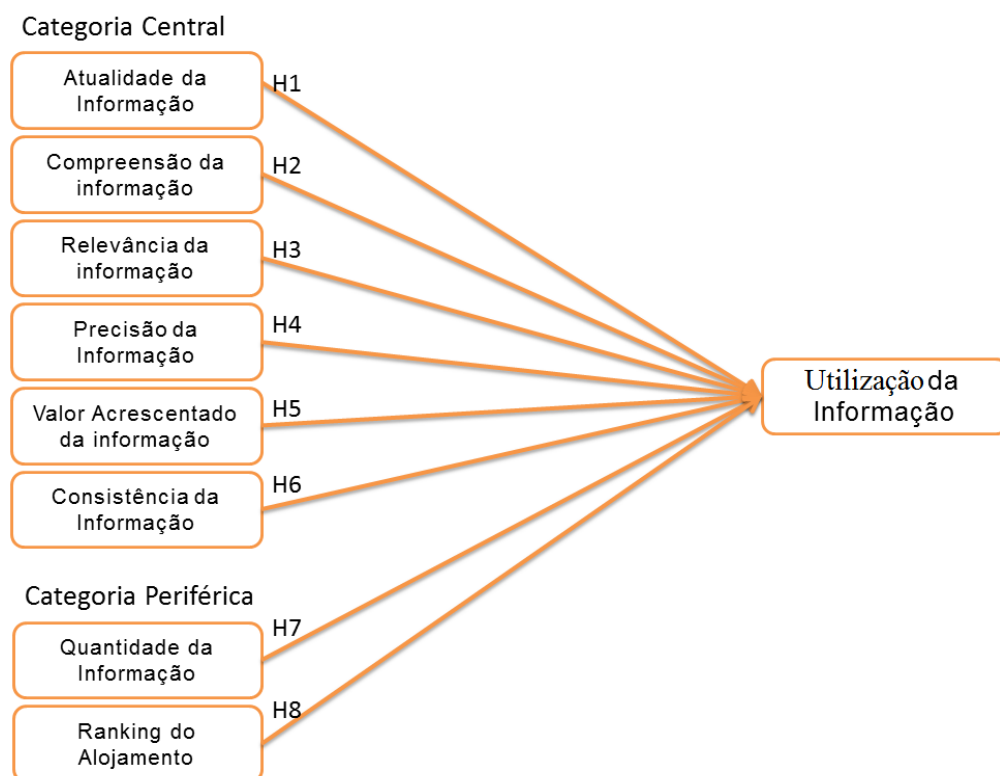 Categoria Central
Atualidade da
Informação
H1
Compreensão da
informação
H2
Relevância da
informação
H3
Precisão da
Informação
H4
Valor Acrescentado
da informação
H5
Consistência da
Informação
H6
Utilização da
Informação
Categoria Periférica
Quantidade da
Informação
H7
Ranking do
Alojamento
H8